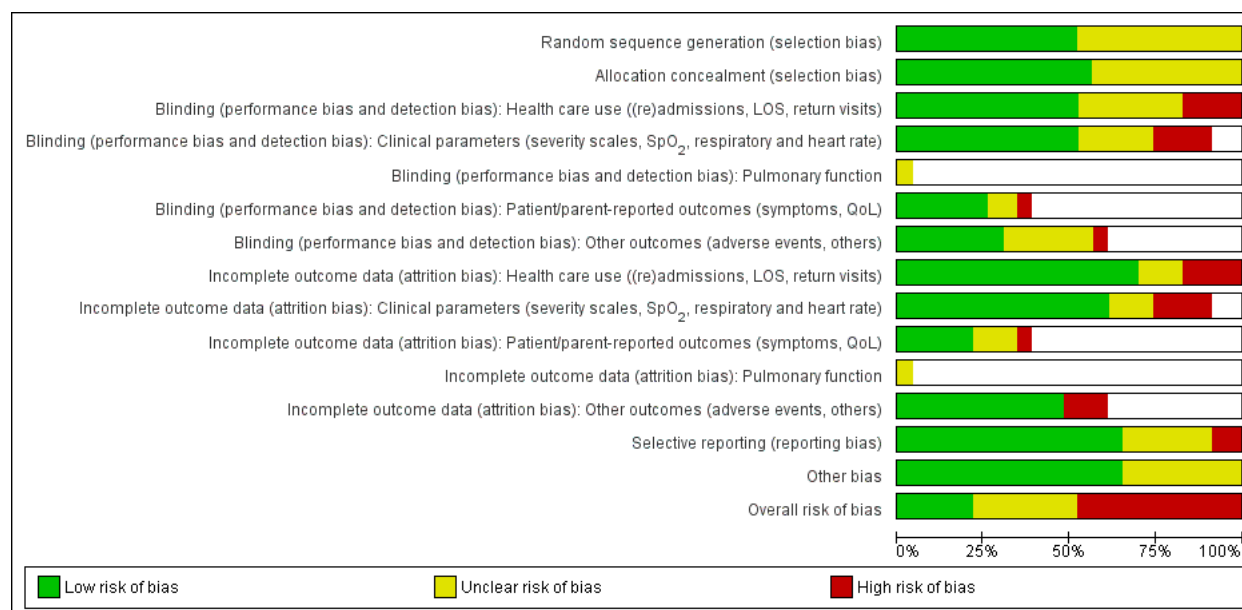 Random sequence generation (selection bias)
Allocation concealment (selection bias)
Blinding (performance bias and detection bias): Health care use ((re)admissions, LOS, return visits)
Blinding (performance bias and detection bias): Clinical parameters (severity scales, SpO₂, respiratory and heart rate)
Blinding (performance bias and detection bias): Pulmonary function
Blinding (performance bias and detection bias): Patient/parent-reported outcomes (symptoms, QoL)
Blinding (performance bias and detection bias): Other outcomes (adverse events, others)
Incomplete outcome data (attrition bias): Health care use ((re)admissions, LOS, return visits)
Incomplete outcome data (attrition bias): Clinical parameters (severity scales, SpO₂, respiratory and heart rate)
Incomplete outcome data (attrition bias): Patient/parent-reported outcomes (symptoms, QoL)
Incomplete outcome data (attrition bias): Pulmonary function
Incomplete outcome data (attrition bias): Other outcomes (adverse events, others)
Selective reporting (reporting bias)
Other bias
Overall risk of bias
0% 25% 50% 75% 100%
Low risk of bias Unclear risk of bias High risk of bias